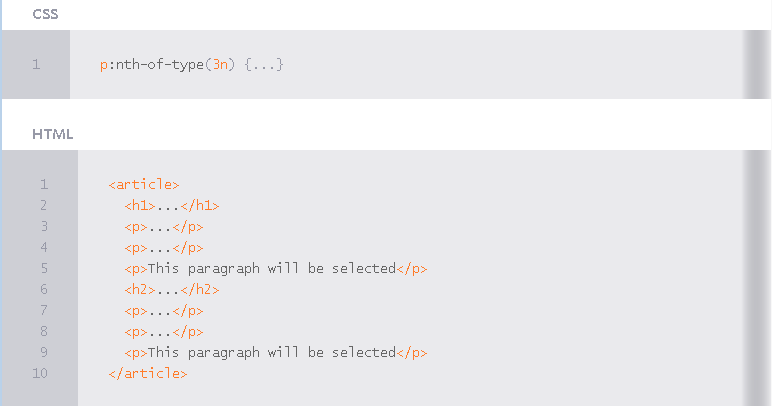 CSS
1 p:nth-of-type(3n) {...}
HTML
1 <article>
2 <h1>...</h1>
3 <p>...</p>
4 <p>...</p>
5 <p>This paragraph will be selected</p>
6 <h2>...</h2>
7 <p>...</p>
8 <p>...</p>
9 <p>This paragraph will be selected</p>
10 </article>